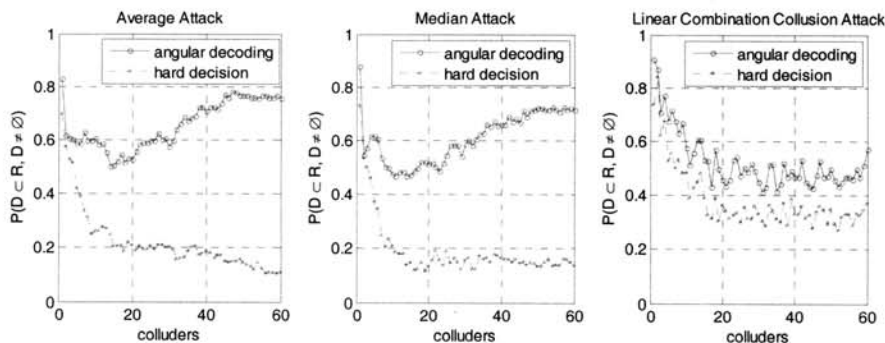 Average Attack
angular decoding
hard decision
P(D ⊂ R, D ≠ ∅)
1
0.8
0.6
0.4
0.2
0
0
20
40
60
colluders
Median Attack
angular decoding
hard decision
P(D ⊂ R, D ≠ ∅)
1
0.8
0.6
0.4
0.2
0
0
20
40
60
colluders
Linear Combination Collusion Attack
angular decoding
hard decision
P(D ⊂ R, D ≠ ∅)
1
0.8
0.6
0.4
0.2
0
0
20
40
60
colluders